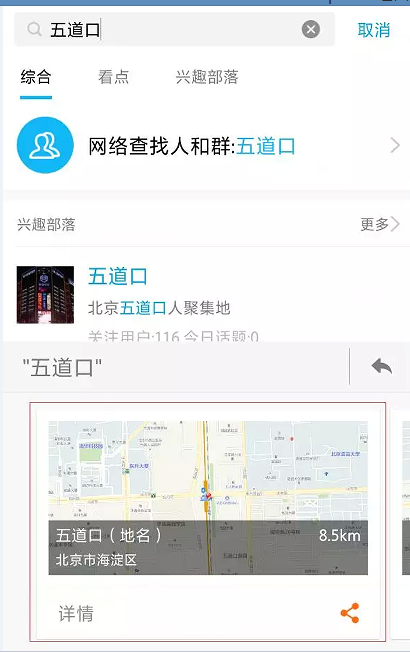 五道口
取消
综合 看点 兴趣部落
网络查找人和群:五道口
兴趣部落 更多
五道口
北京五道口人聚集地
关注用户:116 今日话题:0
"五道口"
五道口（地名） 8.5km
北京市海淀区
详情